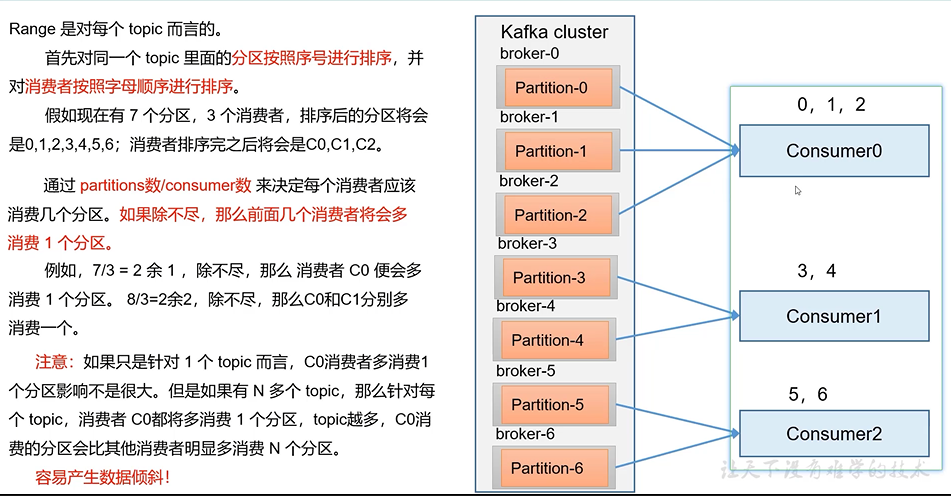 Range 是对每个 topic 而言的。
首先对同一个 topic 里面的分区按照序号进行排序，并
对消费者按照字母顺序进行排序。
假如现在有 7 个分区，3 个消费者，排序后的分区将会
是0,1,2,3,4,5,6；消费者排序完之后将会是C0,C1,C2。
通过 partitions数/consumer数 来决定每个消费者应该
消费几个分区。如果除不尽，那么前面几个消费者将会多
消费 1 个分区。
例如，7/3 = 2 余 1 ，除不尽，那么 消费者 C0 便会多
消费 1 个分区。 8/3=2余2，除不尽，那么C0和C1分别多
消费一个。
注意：如果只是针对 1 个 topic 而言，C0消费者多消费1
个分区影响不是很大。但是如果有 N 多个 topic，那么针对每
个 topic，消费者 C0都将多消费 1 个分区，topic越多，C0消
费的分区会比其他消费者明显多消费 N 个分区。
容易产生数据倾斜！
Kafka cluster
broker-0
Partition-0
broker-1
Partition-1
broker-2
Partition-2
broker-3
Partition-3
broker-4
Partition-4
broker-5
Partition-5
broker-6
Partition-6
0，1，2
Consumer0
3，4
Consumer1
5，6
Consumer2
让天下没有难学的技术